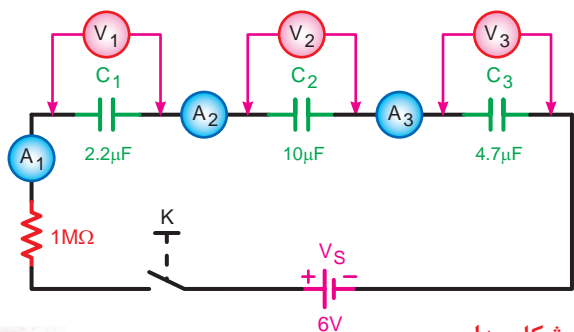 V1 V2 V3
C1 C2 C3
A2 A3
2.2µF 10µF 4.7µF
A1
K
1MΩ
VS
+ −
6V